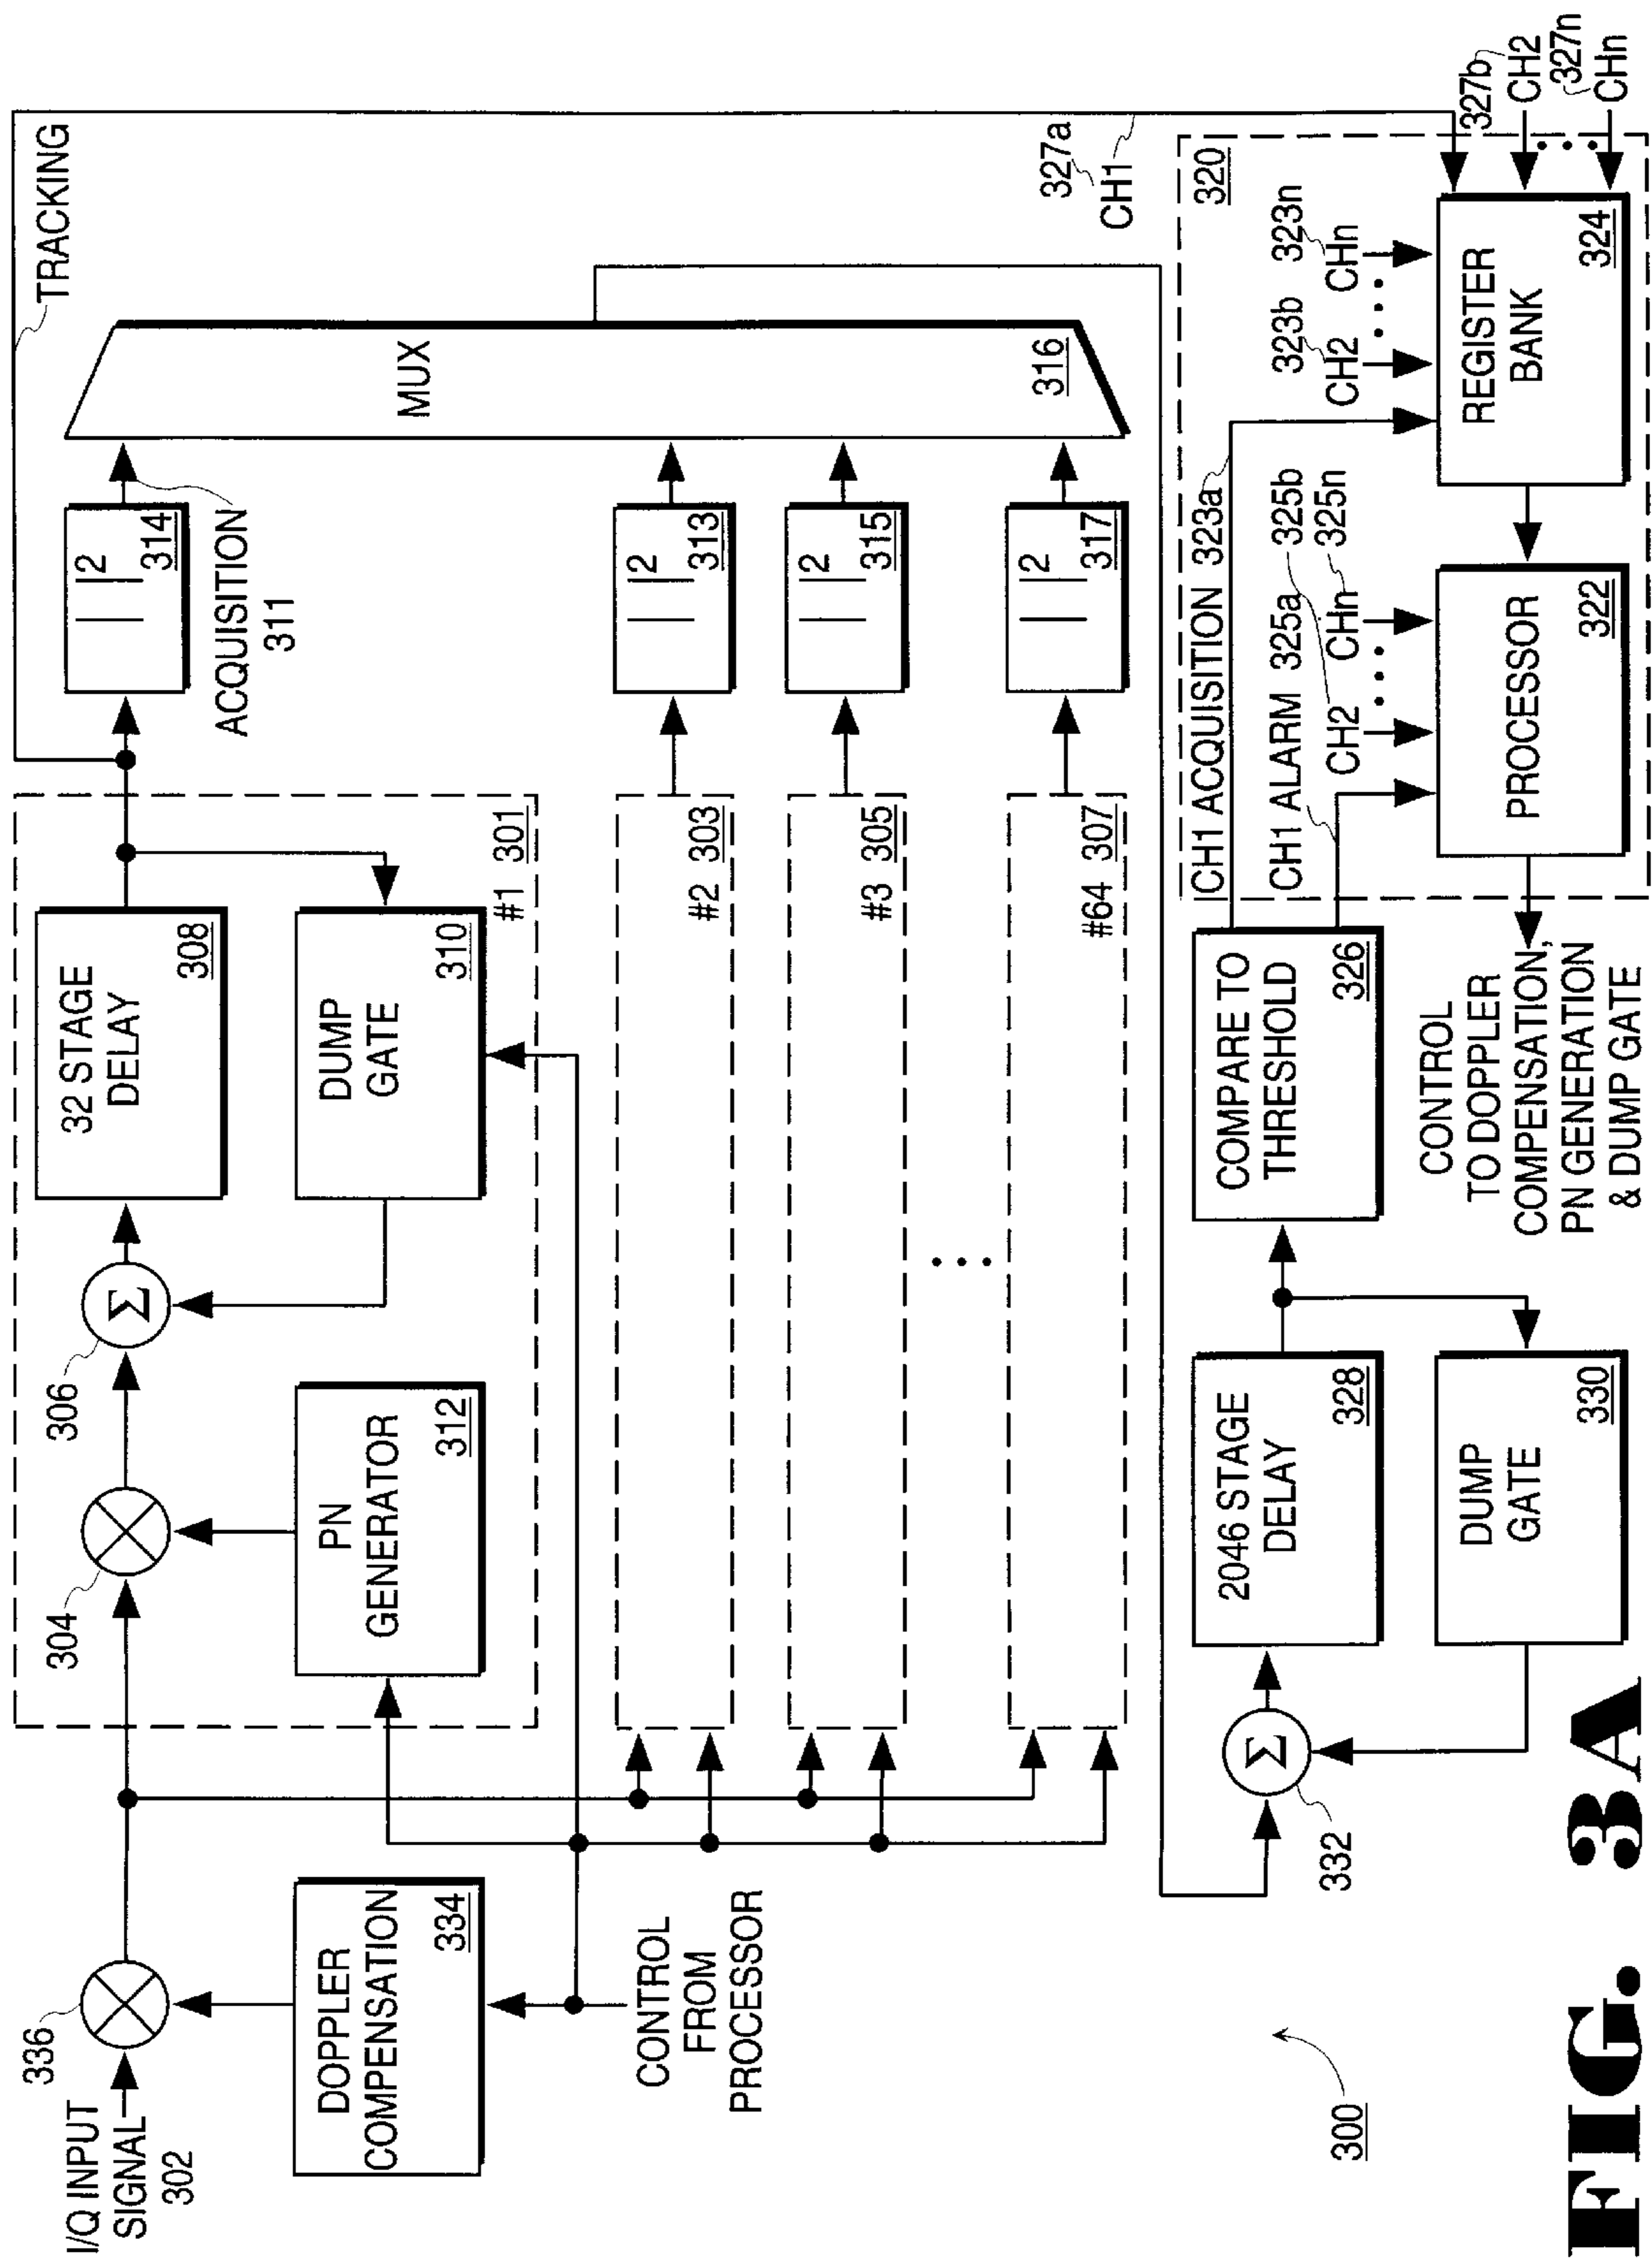 TRACKING
I/Q INPUT
SIGNAL
302
336
304
306
32 STAGE
DELAY
308
| |2
314
ACQUISITION
311
MUX
316
DOPPLER
COMPENSATION
334
PN
GENERATOR
312
DUMP
GATE
310
#1 301
CONTROL
FROM
PROCESSOR
#2 303
| |2
313
#3 305
| |2
315
...
#64 307
| |2
317
327a
CH1
332
Σ
Σ
2046 STAGE
DELAY
328
DUMP
GATE
330
COMPARE TO
THRESHOLD
326
CH1 ACQUISITION 323a
CH1 ALARM 325a 325b
325n
CH2 ... CHn
323b
323n
CH2 ... CHn
320
327b
CH2
327n
CHn
PROCESSOR
322
REGISTER
BANK
324
CONTROL
TO DOPPLER
COMPENSATION,
PN GENERATION
& DUMP GATE
300
FIG. 3A